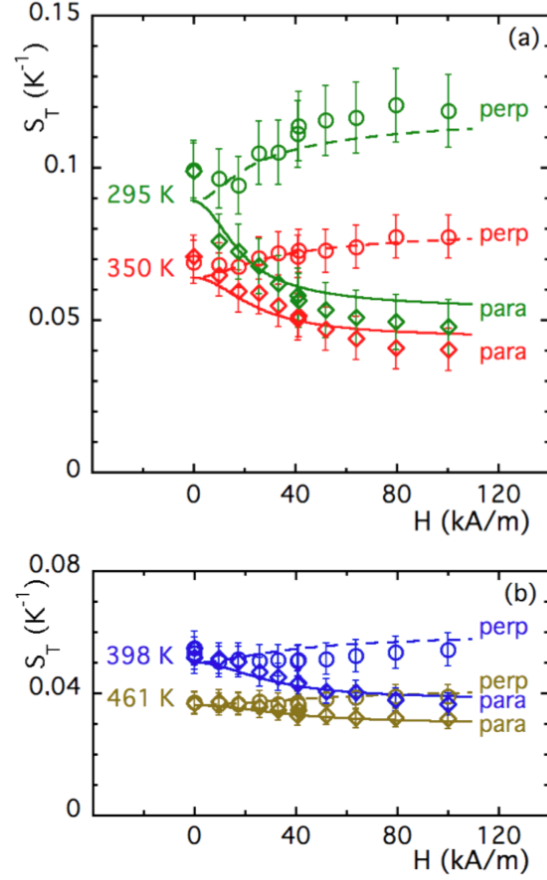 0.15
(a)
S_T (K⁻¹)
perp
0.1
295 K
perp
350 K
0.05
para
para
0
0 40 80 120
H (kA/m)
0.08
(b)
S_T (K⁻¹)
perp
398 K
perp
0.04
461 K
para
para
0
0 40 80 120
H (kA/m)